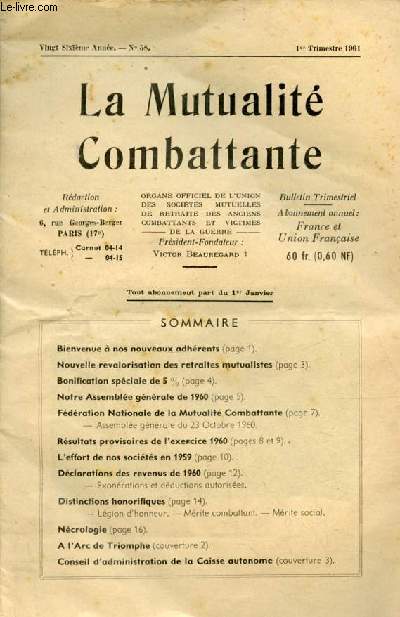 Le-Livre.fr
Vingt Sixième Année. — N° 58.
1er Trimestre 1961
La Mutualité
Combattante
Rédaction
et Administration :
6, rue Georges-Berger
PARIS (17e)
TÉLÉPH. Carnot 04-14
— 04-15
ORGANE OFFICIEL DE L'UNION
DES SOCIÉTÉS MUTUELLES
DE RETRAITE DES ANCIENS
COMBATTANTS ET VICTIMES
DE LA GUERRE
Président-Fondateur :
VICTOR BEAUREGARD †
Bulletin Trimestriel
Abonnement annuel :
France et
Union Française
60 fr. (0,60 NF)
Tout abonnement part du 1er Janvier
SOMMAIRE
Bienvenue à nos nouveaux adhérents (page 1).
Nouvelle revalorisation des retraites mutualistes (page 3).
Bonification spéciale de 5 % (page 4).
Notre Assemblée générale de 1960 (page 5).
Fédération Nationale de la Mutualité Combattante (page 7).
— Assemblée générale du 23 Octobre 1960.
Résultats provisoires de l'exercice 1960 (pages 8 et 9).
L'effort de nos sociétés en 1959 (page 10).
Déclarations des revenus de 1960 (page 12).
— Exonérations et déductions autorisées.
Distinctions honorifiques (page 14).
— Légion d'honneur. — Mérite combattant. — Mérite social.
Nécrologie (page 16).
A l'Arc de Triomphe (couverture 2)
Conseil d'administration de la Caisse autonome (couverture 3).